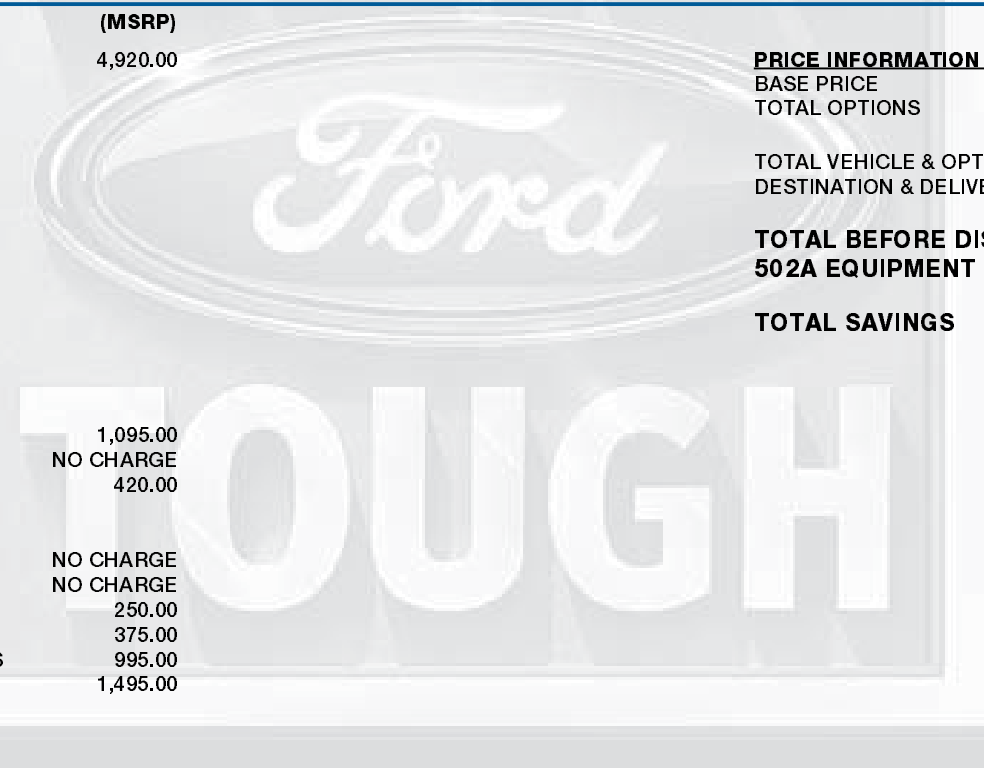 (MSRP)
4,920.00
1,095.00
NO CHARGE
420.00
NO CHARGE
NO CHARGE
250.00
375.00
S 995.00
1,495.00
PRICE INFORMATION
BASE PRICE
TOTAL OPTIONS
TOTAL VEHICLE & OPT
DESTINATION & DELIVE
TOTAL BEFORE DIS
502A EQUIPMENT
TOTAL SAVINGS
Ford
TOUGH